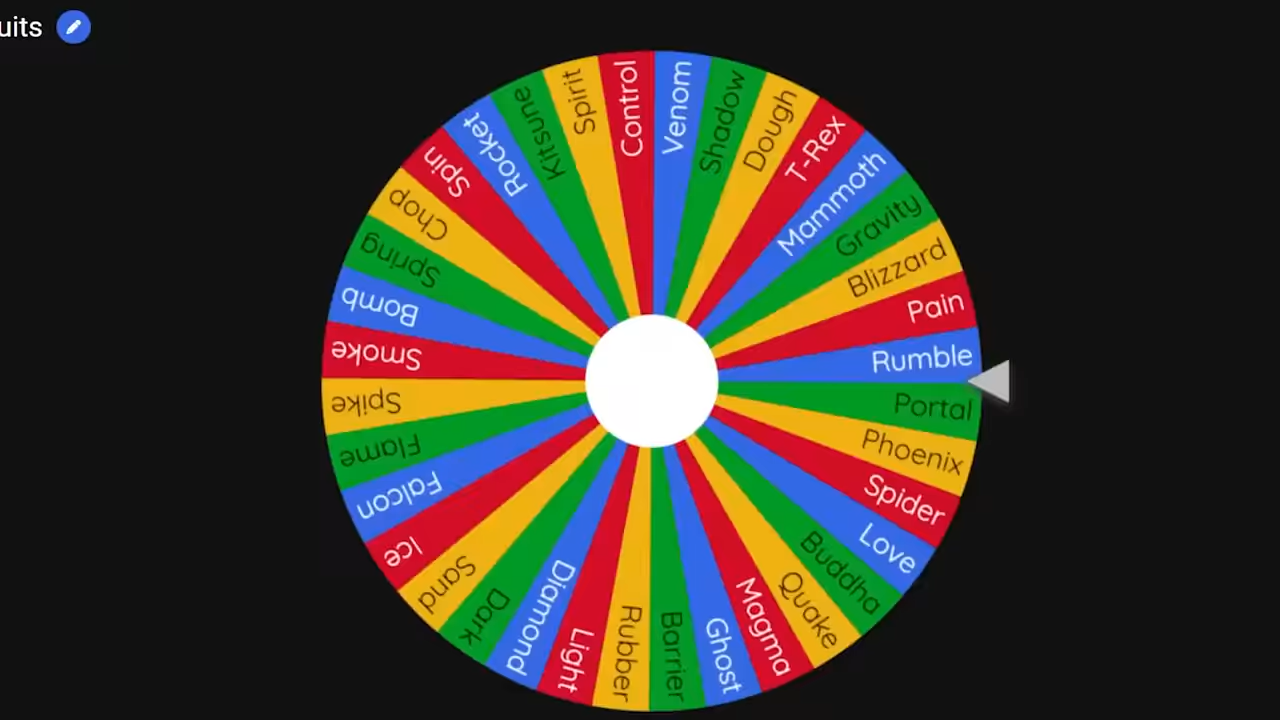 uits
Control
Venom
Shadow
Dough
T-Rex
Mammoth
Gravity
Blizzard
Pain
Rumble
Portal
Phoenix
Spider
Love
Buddha
Quake
Magma
Ghost
Barrier
Rubber
Light
Diamond
Dark
Sand
Ice
Falcon
Flame
Spike
Smoke
Bomb
Spring
Chop
Spin
Rocket
Kitsune
Spirit